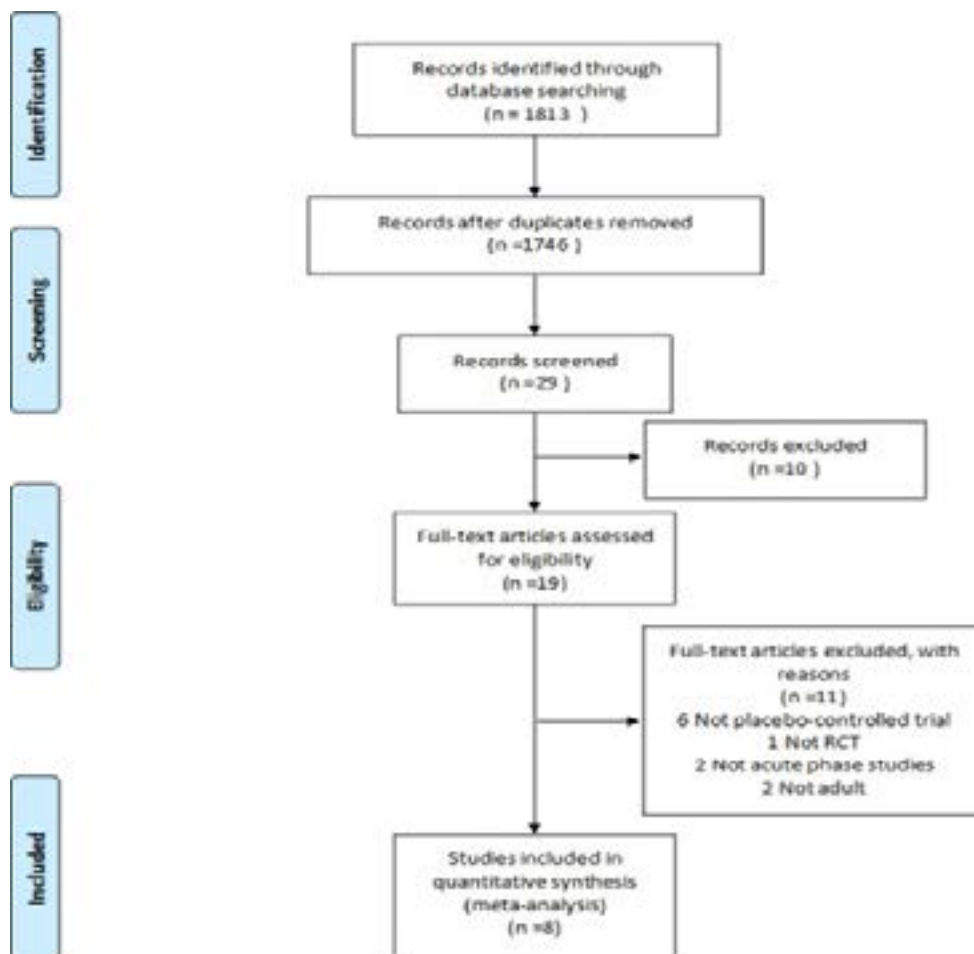 Identification
Records identified through
database searching
(n = 1813 )
Records after duplicates removed
(n =1746 )
Screening
Records screened
(n =29 )
Records excluded
(n =10 )
Eligibility
Full-text articles assessed
for eligibility
(n =19)
Full-text articles excluded, with
reasons
(n =11)
6 Not placebo-controlled trial
1 Not RCT
2 Not acute phase studies
2 Not adult
Included
Studies included in
quantitative synthesis
(meta-analysis)
(n =8)